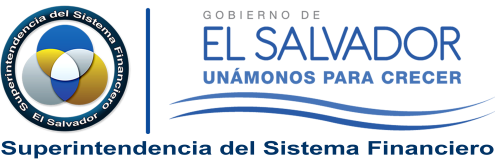 Superintendencia del Sistema Financiero
El Salvador
GOBIERNO DE
EL SALVADOR
UNÁMONOS PARA CRECER
Superintendencia del Sistema Financiero